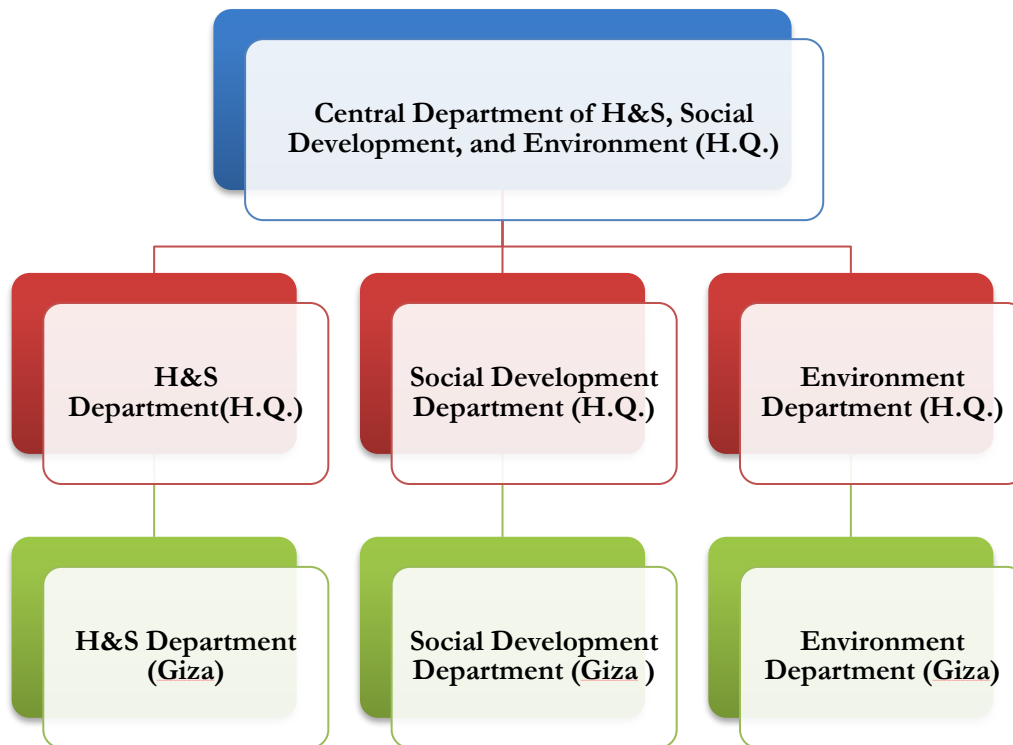 Central Department of H&S, Social
Development, and Environment (H.Q.)
H&S
Department(H.Q.)
Social Development
Department (H.Q.)
Environment
Department (H.Q.)
H&S Department
(Giza)
Social Development
Department (Giza )
Environment
Department (Giza)